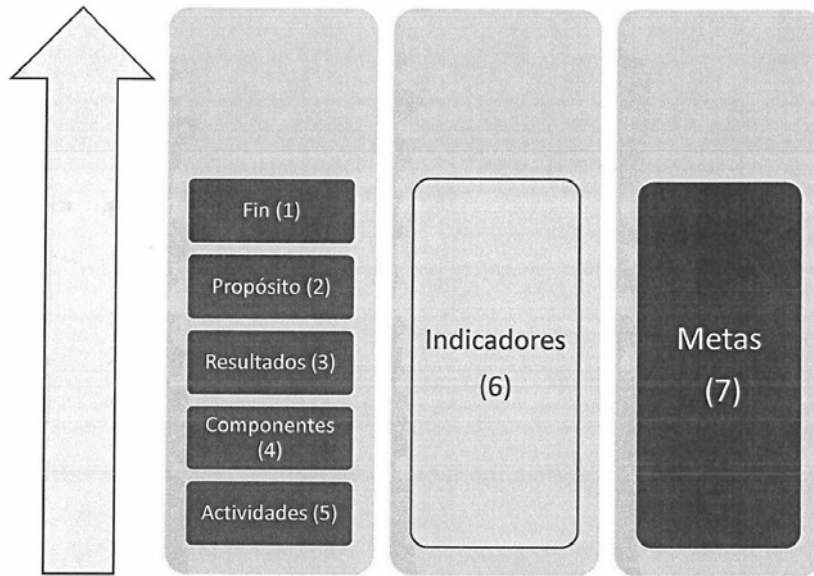 Fin (1)
Propósito (2)
Resultados (3)
Componentes
(4)
Actividades (5)
Indicadores
(6)
Metas
(7)